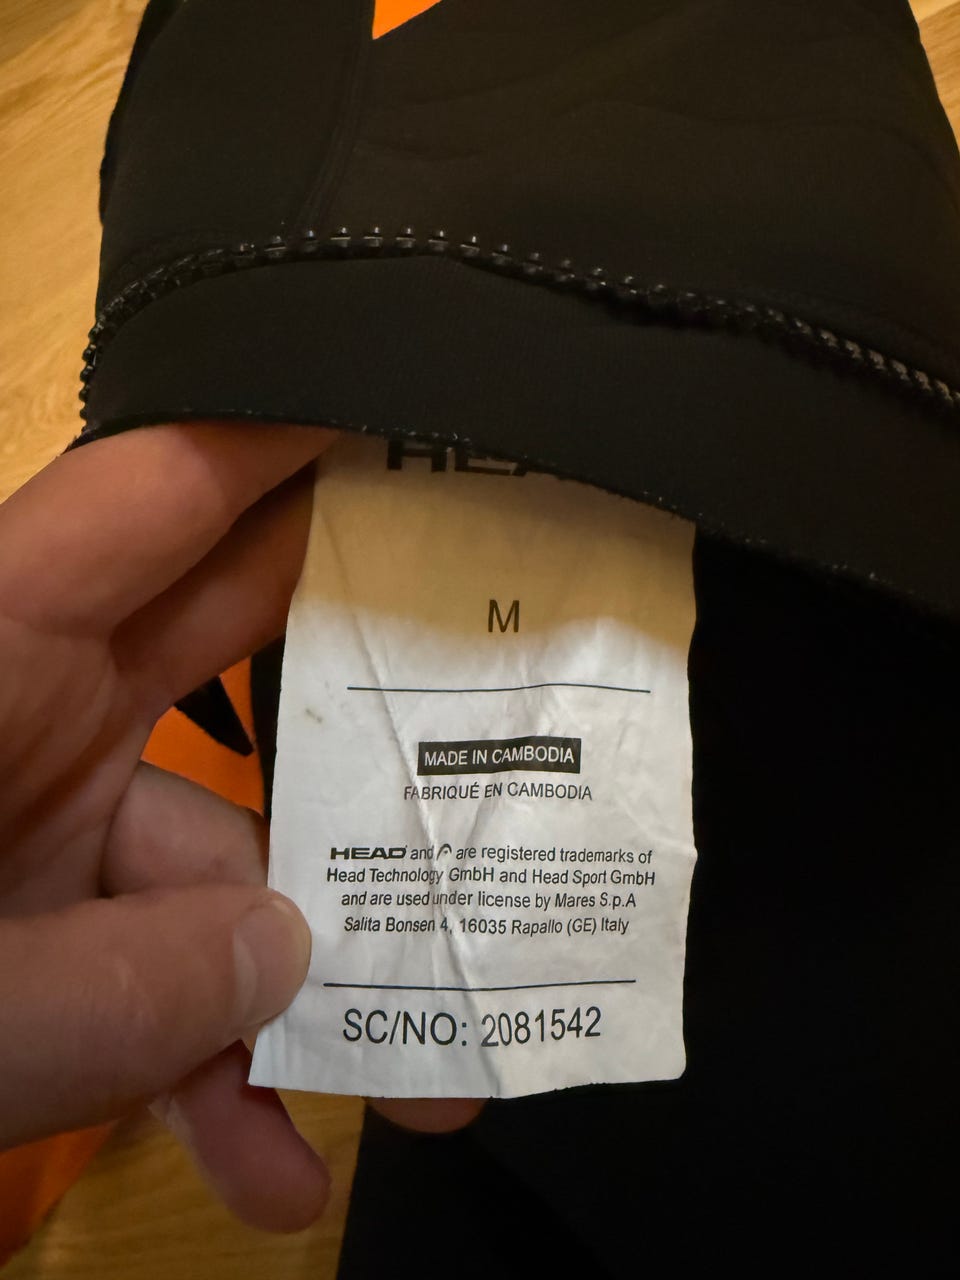 M
MADE IN CAMBODIA
FABRIQUÉ EN CAMBODIA
HEAD and are registered trademarks of
Head Technology GmbH and Head Sport GmbH
and are used under license by Mares S.p.A
Salita Bonsen 4, 16035 Rapallo (GE) Italy
SC/NO: 2081542